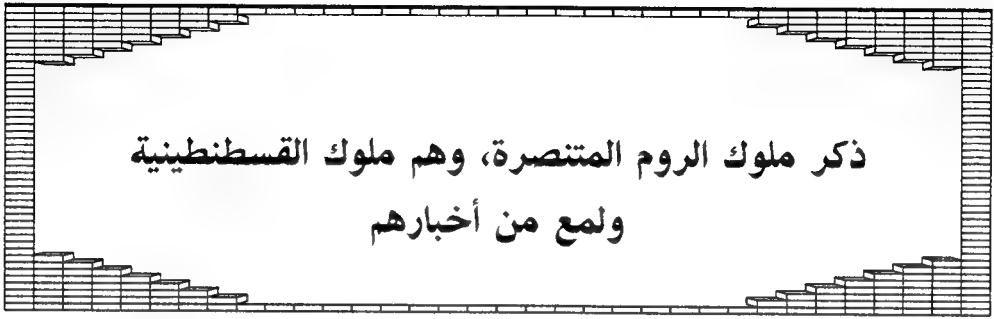 ذكر ملوك الروم المتنصرة، وهم ملوك القسطنطينية
ولمع من أخبارهم